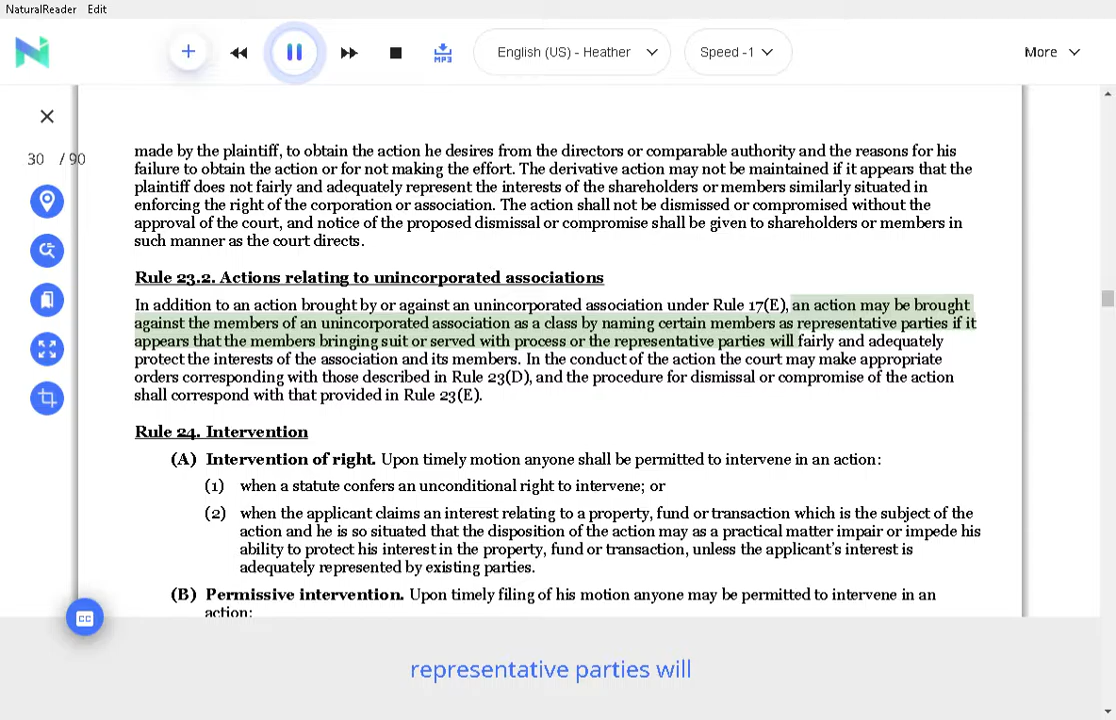 NaturalReader Edit
English (US) - Heather
Speed -1
More
30 / 90
made by the plaintiff, to obtain the action he desires from the directors or comparable authority and the reasons for his
failure to obtain the action or for not making the effort. The derivative action may not be maintained if it appears that the
plaintiff does not fairly and adequately represent the interests of the shareholders or members similarly situated in
enforcing the right of the corporation or association. The action shall not be dismissed or compromised without the
approval of the court, and notice of the proposed dismissal or compromise shall be given to shareholders or members in
such manner as the court directs.
Rule 23.2. Actions relating to unincorporated associations
In addition to an action brought by or against an unincorporated association under Rule 17(E), an action may be brought
against the members of an unincorporated association as a class by naming certain members as representative parties if it
appears that the members bringing suit or served with process or the representative parties will fairly and adequately
protect the interests of the association and its members. In the conduct of the action the court may make appropriate
orders corresponding with those described in Rule 23(D), and the procedure for dismissal or compromise of the action
shall correspond with that provided in Rule 23(E).
Rule 24. Intervention
(A) Intervention of right. Upon timely motion anyone shall be permitted to intervene in an action:
(1) when a statute confers an unconditional right to intervene; or
(2) when the applicant claims an interest relating to a property, fund or transaction which is the subject of the
action and he is so situated that the disposition of the action may as a practical matter impair or impede his
ability to protect his interest in the property, fund or transaction, unless the applicant's interest is
adequately represented by existing parties.
(B) Permissive intervention. Upon timely filing of his motion anyone may be permitted to intervene in an
action:
MP3
CC
representative parties will